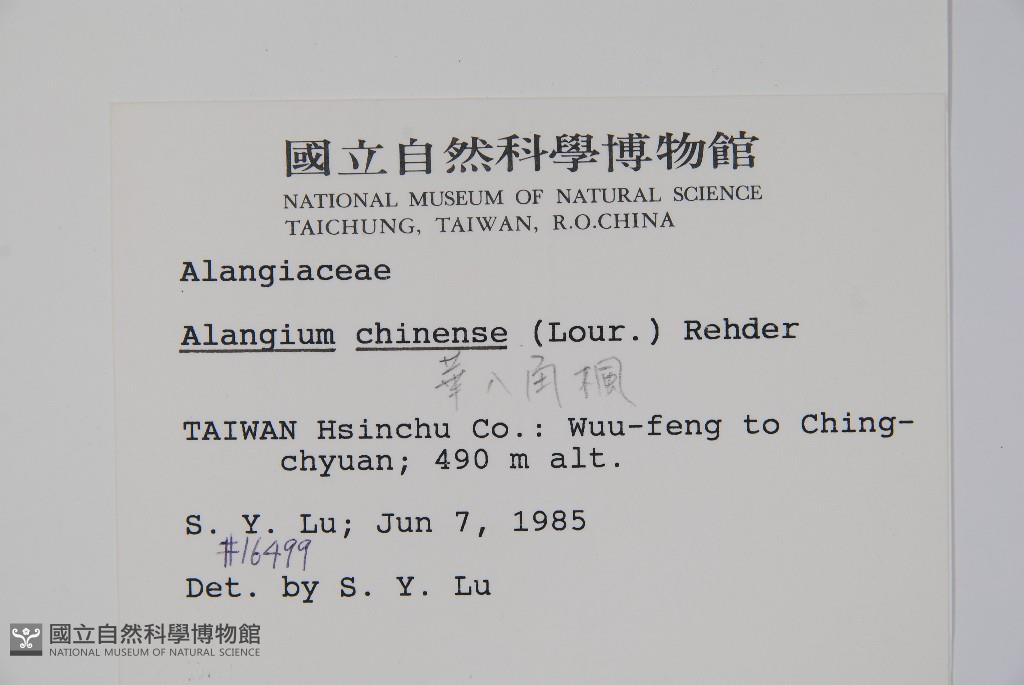 國立自然科學博物館
NATIONAL MUSEUM OF NATURAL SCIENCE
TAICHUNG, TAIWAN, R.O.CHINA
Alangiaceae
Alangium chinense (Lour.) Rehder
華八角楓
TAIWAN Hsinchu Co.: Wuu-feng to Ching-
chyuan; 490 m alt.
S. Y. Lu; Jun 7, 1985
#16499
Det. by S. Y. Lu
國立自然科學博物館
NATIONAL MUSEUM OF NATURAL SCIENCE